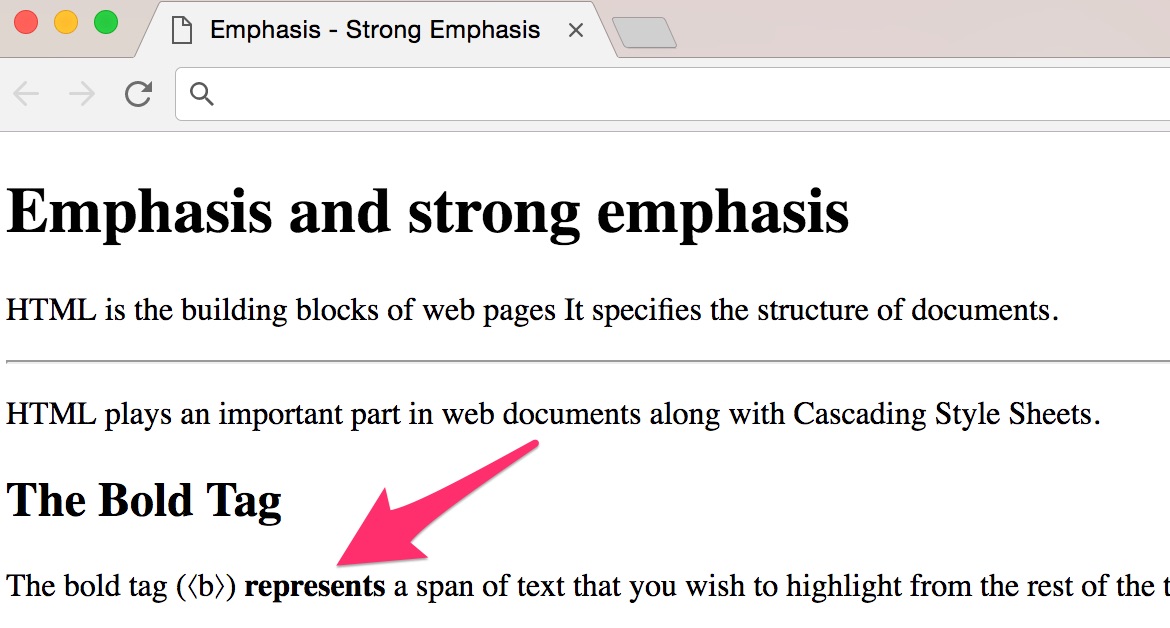 Emphasis - Strong Emphasis
Emphasis and strong emphasis
HTML is the building blocks of web pages It specifies the structure of documents.
HTML plays an important part in web documents along with Cascading Style Sheets.
The Bold Tag
The bold tag (⟨b⟩) represents a span of text that you wish to highlight from the rest of the